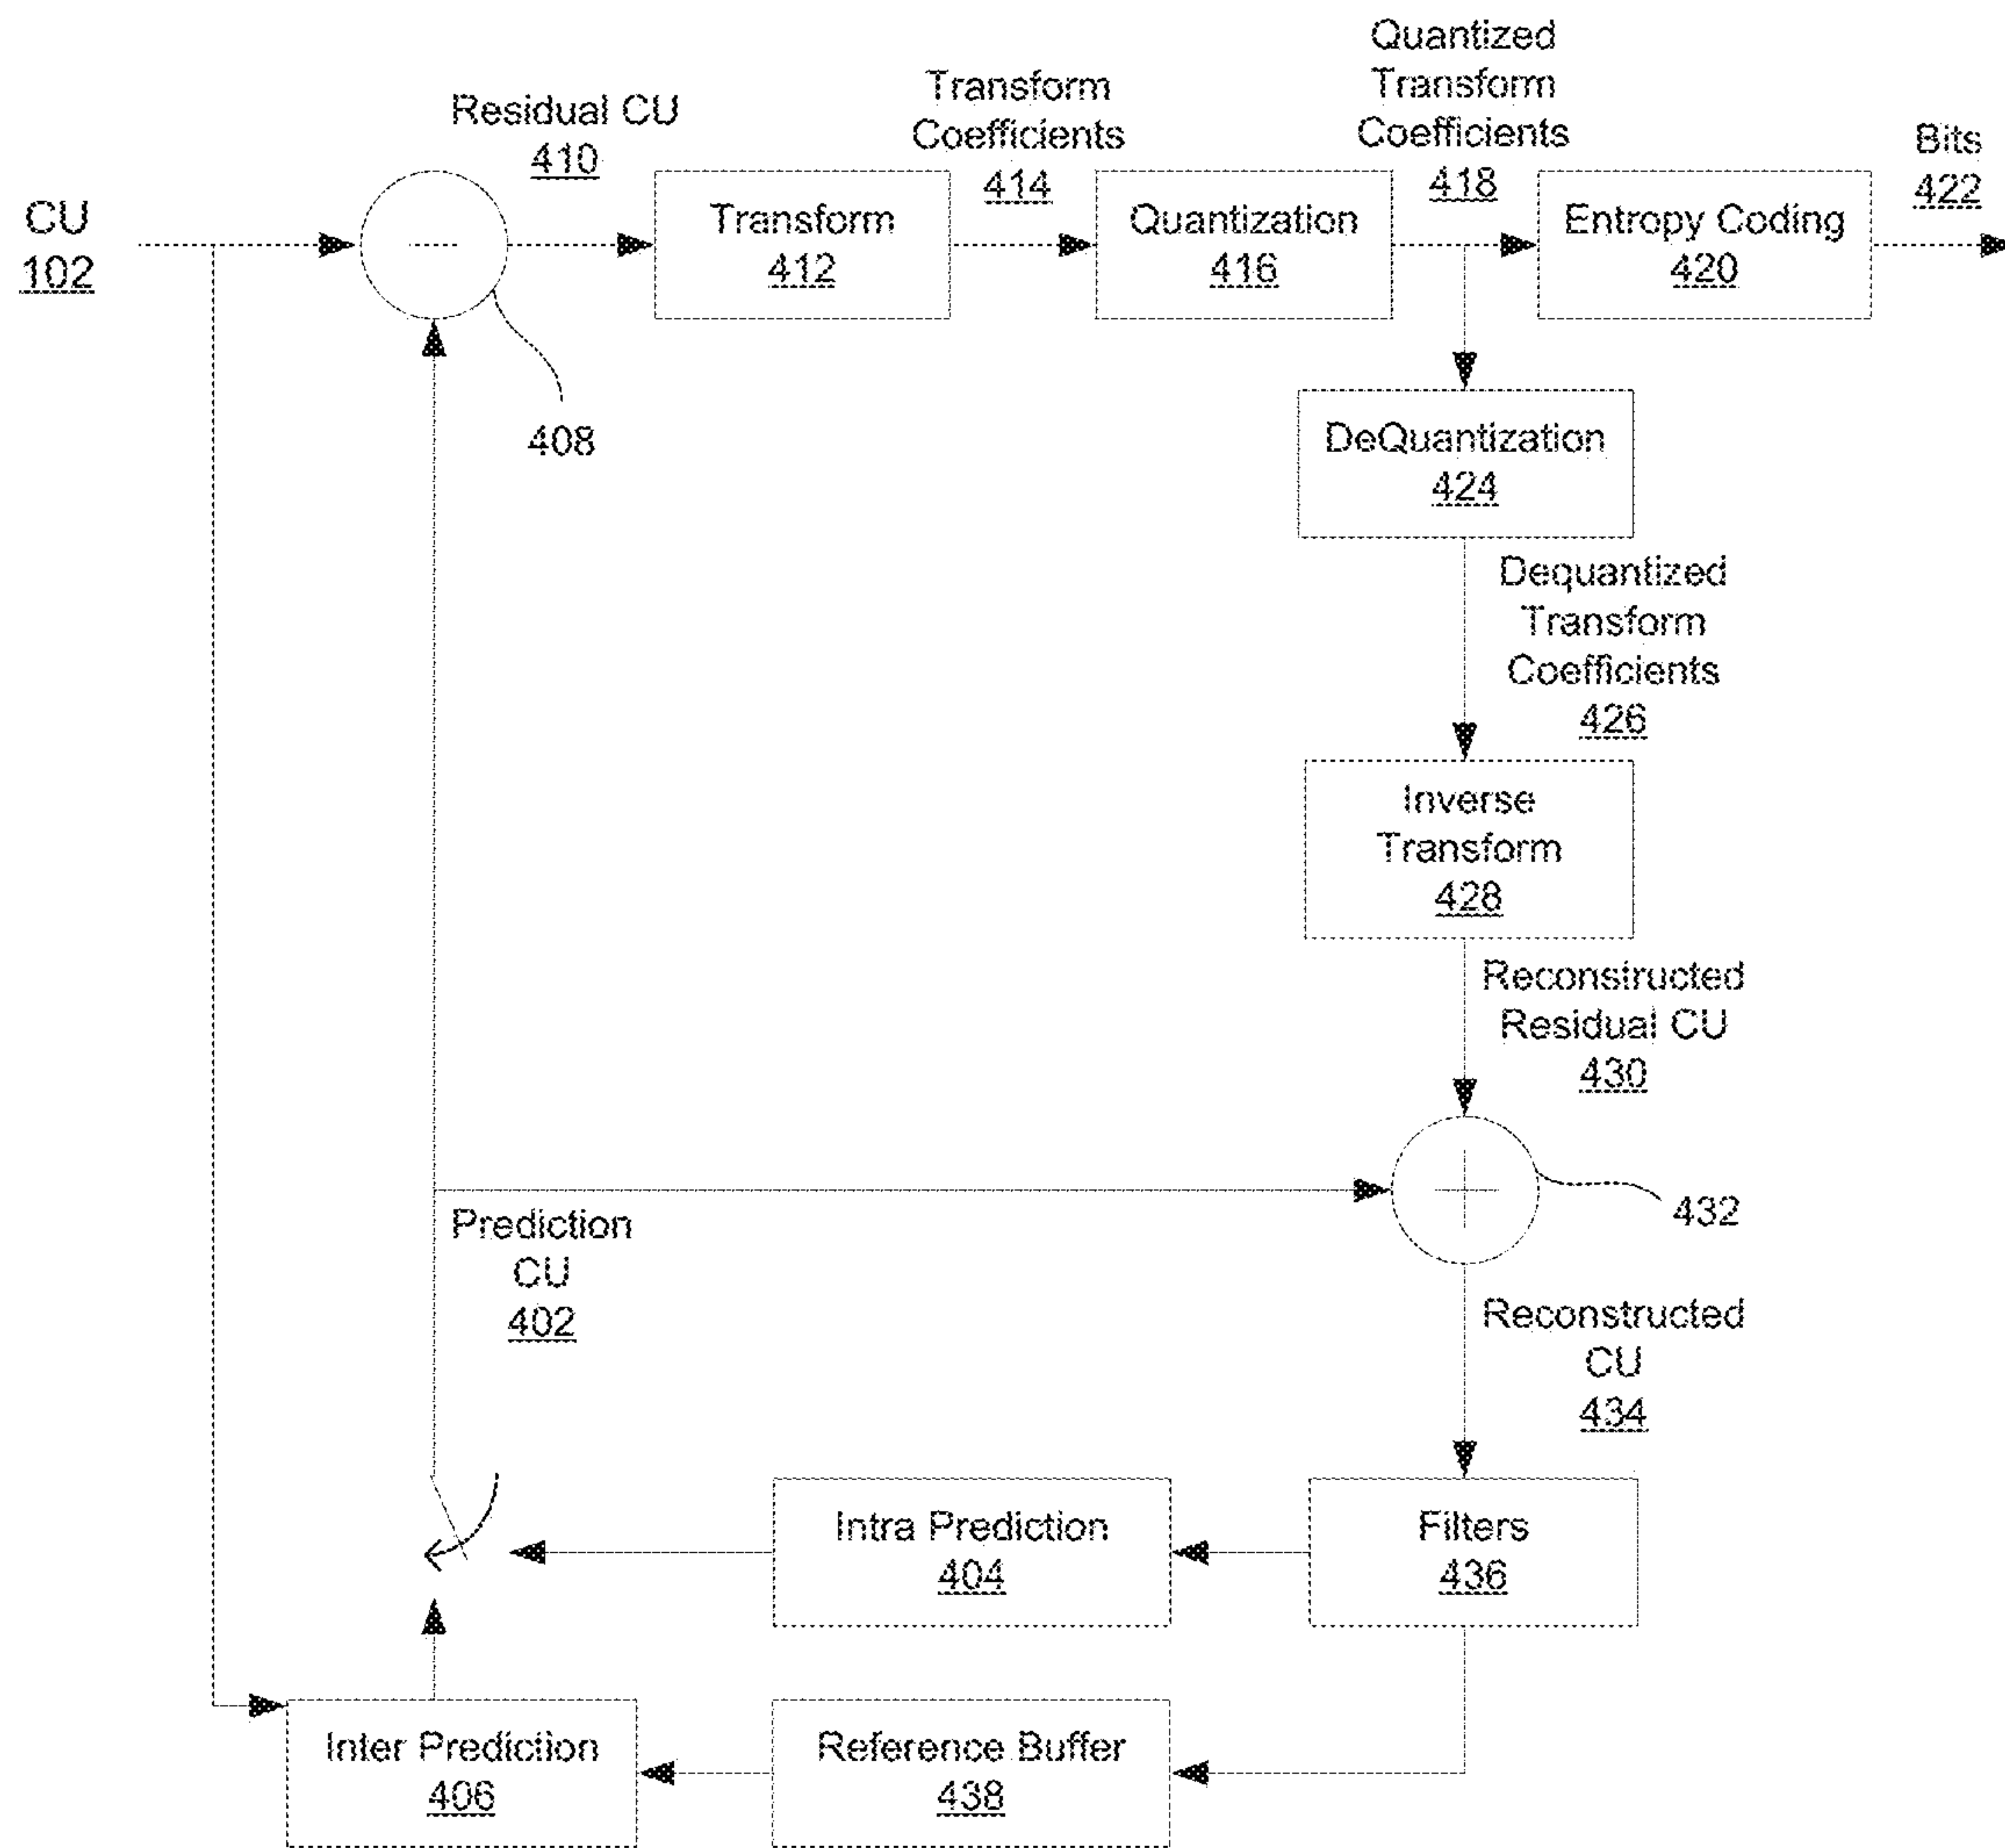 CU
102
Residual CU
410
408
Transform
412
Transform
Coefficients
414
Quantization
416
Quantized
Transform
Coefficients
418
Entropy Coding
420
Bits
422
DeQuantization
424
Dequantized
Transform
Coefficients
426
Inverse
Transform
428
Reconstructed
Residual CU
430
432
Prediction
CU
402
Reconstructed
CU
434
Intra Prediction
404
Filters
436
Inter Prediction
406
Reference Buffer
438